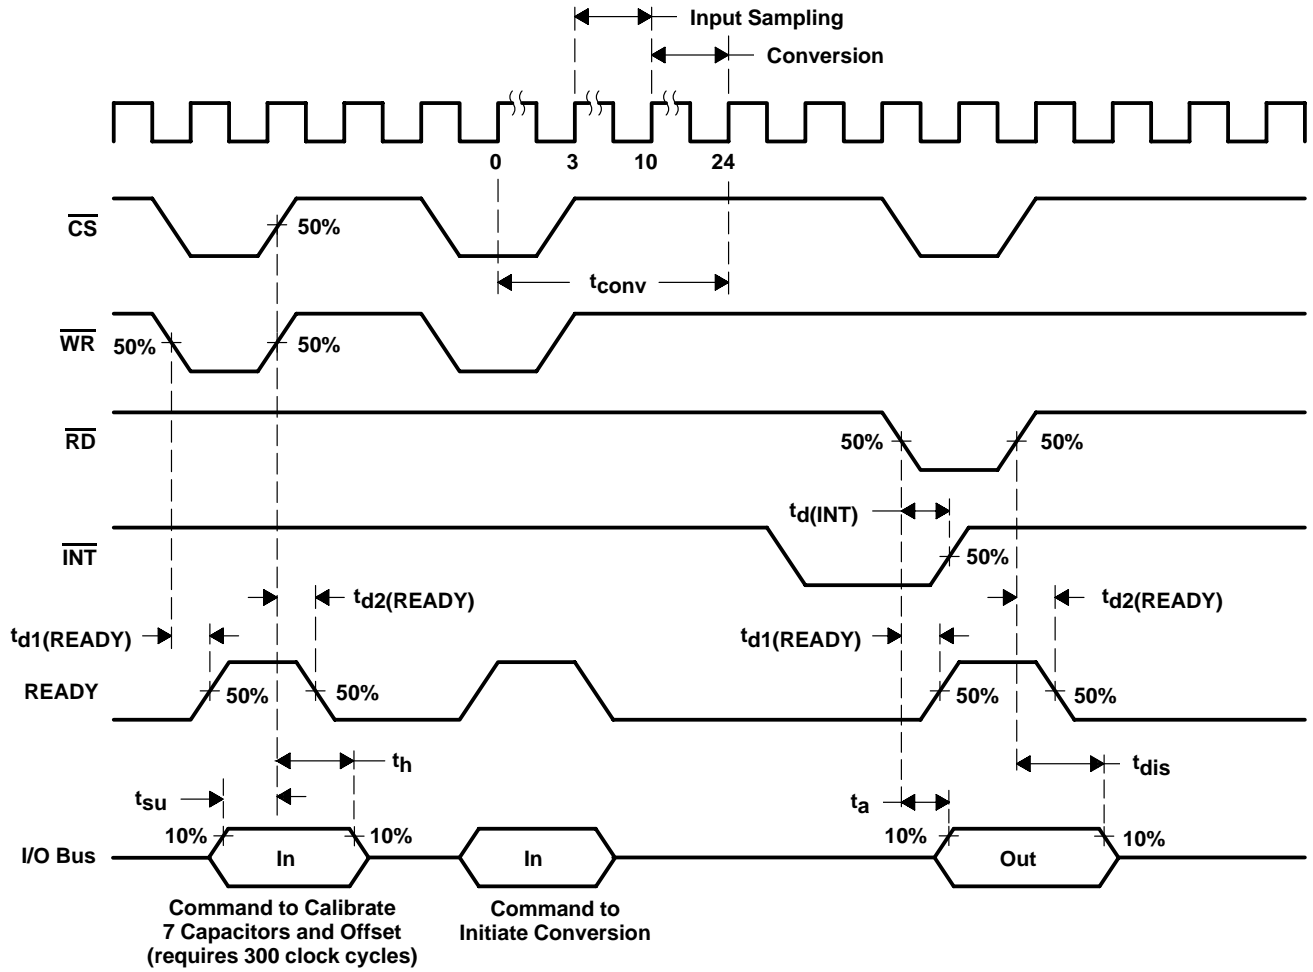 Input Sampling
Conversion
0 3 10 24
CS
50%
tconv
WR
50%
50%
RD
50%
50%
td(INT)
INT
50%
td2(READY)
td2(READY)
td1(READY)
td1(READY)
READY
50%
50%
50%
50%
th
tdis
tsu
ta
10%
10%
10%
10%
I/O Bus
In
In
Out
Command to Calibrate
7 Capacitors and Offset
(requires 300 clock cycles)
Command to
Initiate Conversion